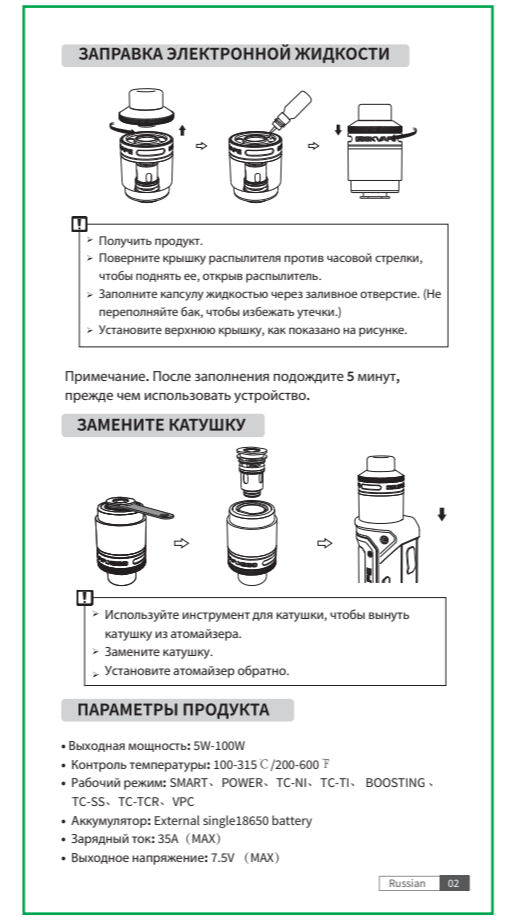 ЗАПРАВКА ЭЛЕКТРОННОЙ ЖИДКОСТИ
Получить продукт.
Поверните крышку распылителя против часовой стрелки,
чтобы поднять ее, открыв распылитель.
Заполните капсулу жидкостью через заливное отверстие. (Не
переполняйте бак, чтобы избежать утечки.)
Установите верхнюю крышку, как показано на рисунке.
Примечание. После заполнения подождите 5 минут,
прежде чем использовать устройство.
ЗАМЕНИТЕ КАТУШКУ
Используйте инструмент для катушки, чтобы вынуть
катушку из атомайзера.
Замените катушку.
Установите атомайзер обратно.
ПАРАМЕТРЫ ПРОДУКТА
• Выходная мощность: 5W-100W
• Контроль температуры: 100-315℃/200-600℉
• Рабочий режим: SMART、POWER、TC-NI、TC-TI、 BOOSTING 、
TC-SS、TC-TCR、VPC
• Аккумулятор: External single18650 battery
• Зарядный ток: 35A（MAX）
• Выходное напряжение: 7.5V （MAX）
Russian 02